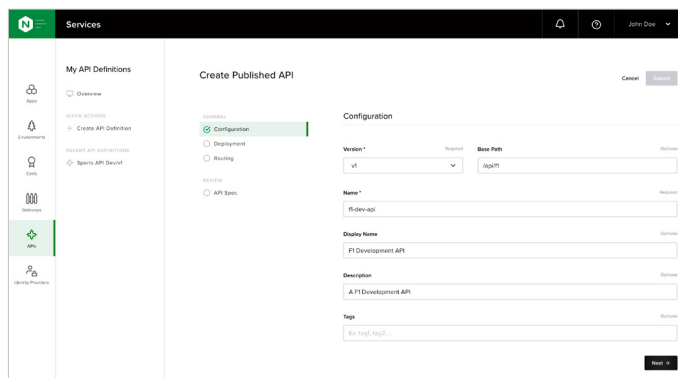 N
Services
John Doe
Apps
Environments
Certs
Gateways
APIs
Identity Providers
My API Definitions
Overview
QUICK ACTIONS
+ Create API Definition
RECENT API DEFINITIONS
Sports API Dev/v1
Create Published API
Cancel
Submit
GENERAL
Configuration
Deployment
Routing
REVIEW
API Spec
Configuration
Version * Required
v1
Base Path Optional
/api/f1
Name * Required
f1-dev-api
Display Name Optional
F1 Development API
Description Optional
A F1 Development API
Tags Optional
Ex: tag1, tag2, ...
Next →